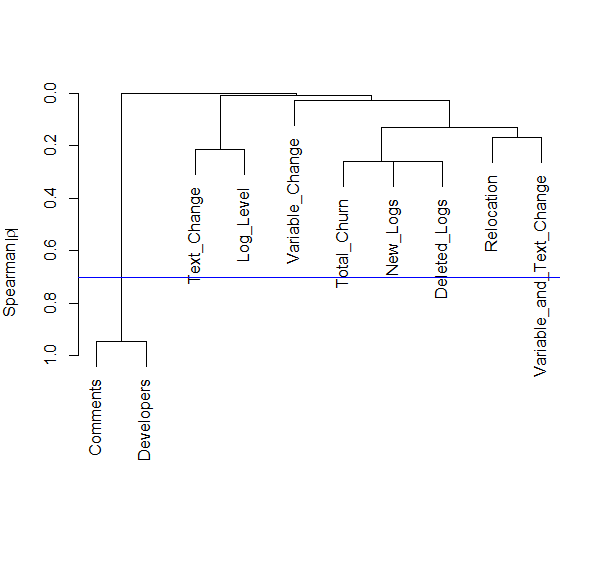 Spearman |ρ|
0.0
0.2
0.4
0.6
0.8
1.0
Comments
Developers
Text_Change
Log_Level
Variable_Change
Total_Churn
New_Logs
Deleted_Logs
Relocation
Variable_and_Text_Change